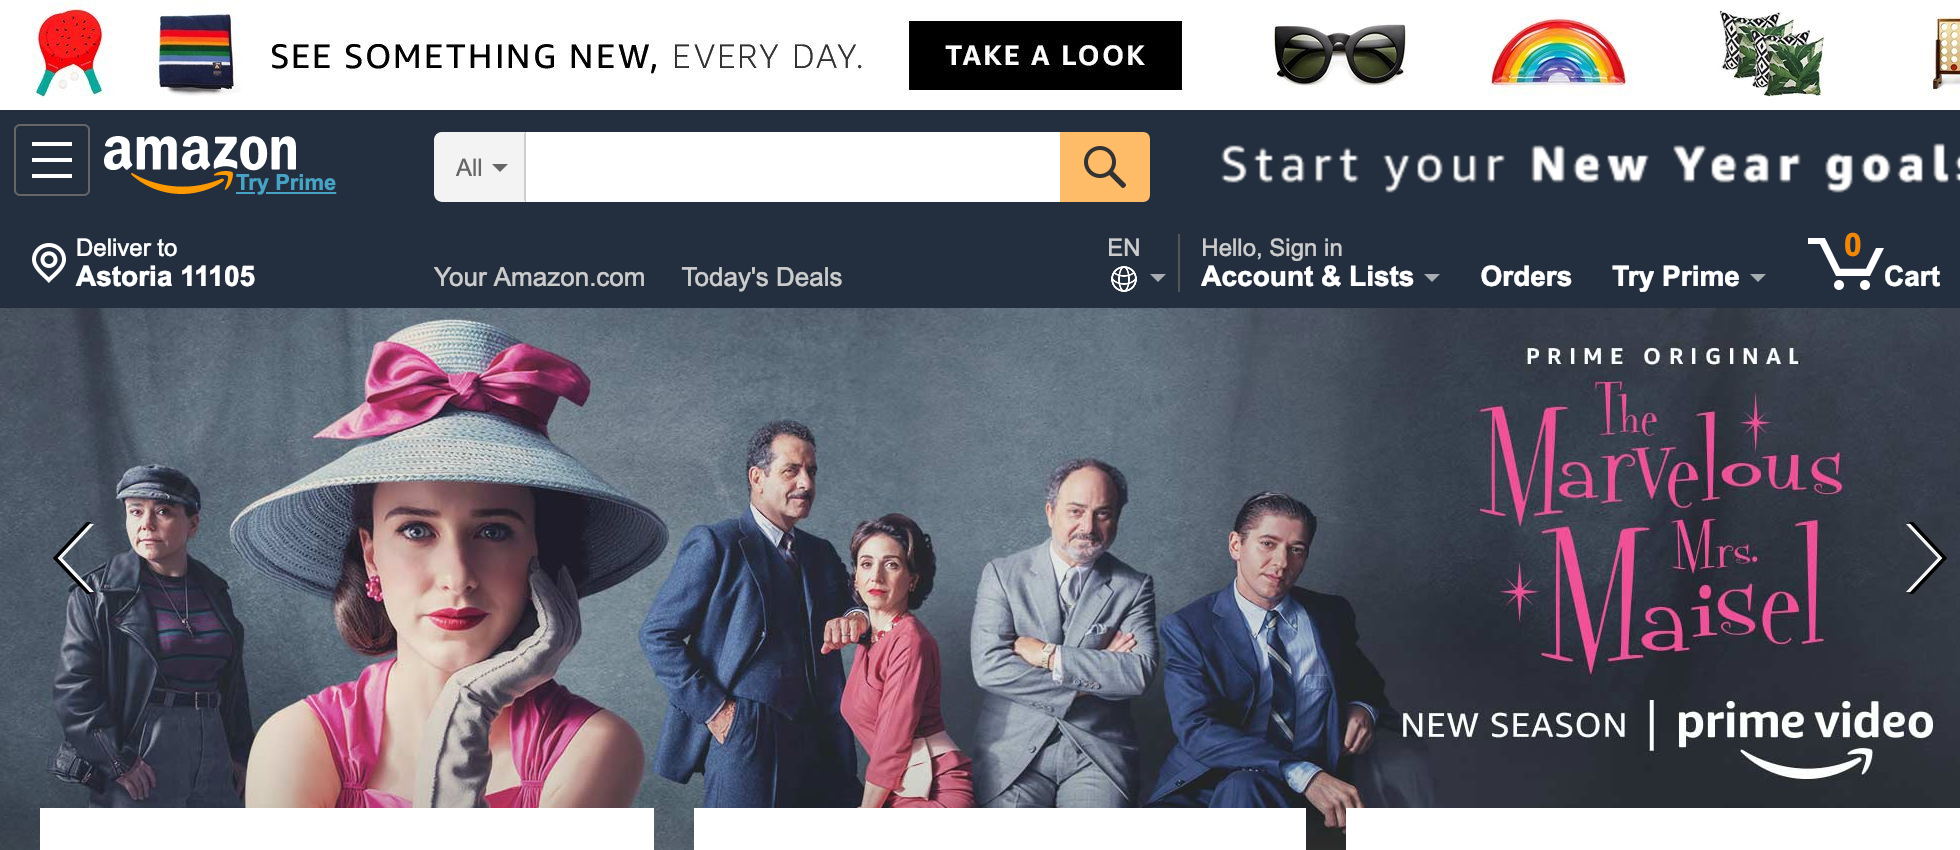 SEE SOMETHING NEW, EVERY DAY.
TAKE A LOOK
amazon
Try Prime
All
Start your New Year goals
Deliver to
Astoria 11105
Your Amazon.com
Today's Deals
EN
Hello, Sign in
Account & Lists
Orders
Try Prime
0
Cart
PRIME ORIGINAL
The
Marvelous
Mrs.
Maisel
NEW SEASON | prime video